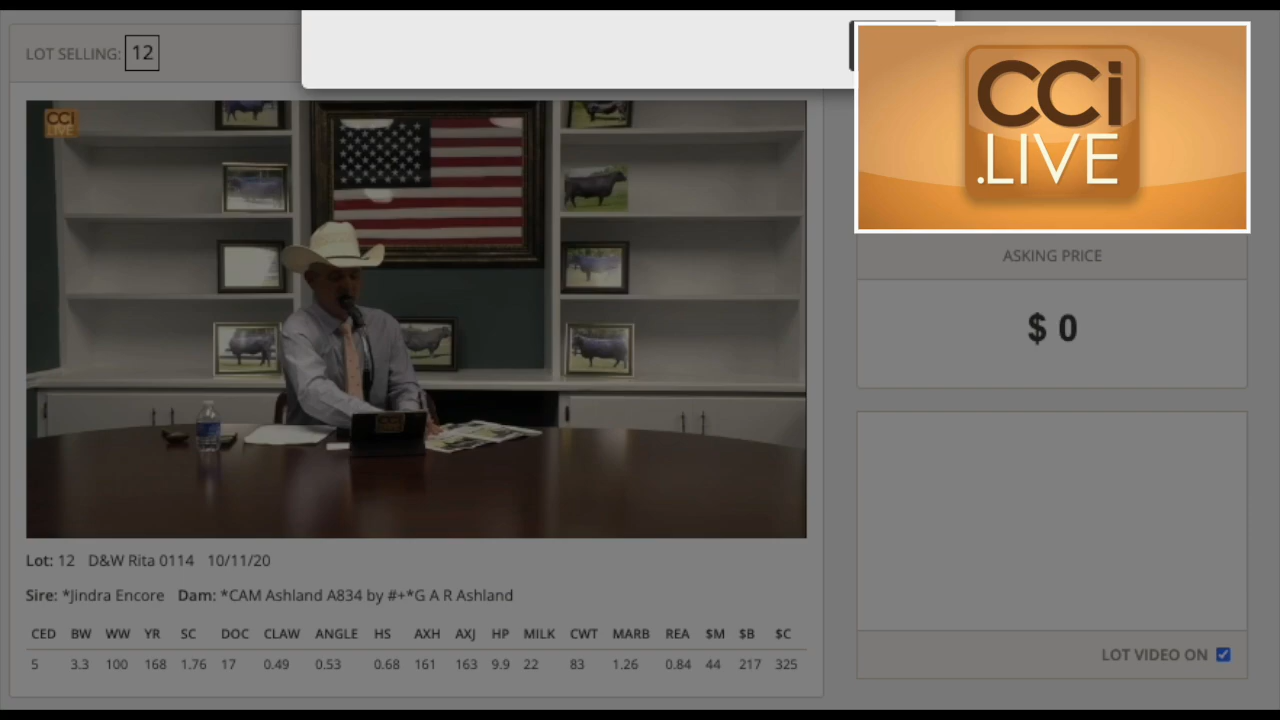 LOT SELLING: 12
CCi
LIVE
CCi
.LIVE
ASKING PRICE
$ 0
Lot: 12 D&W Rita 0114 10/11/20
Sire: *Jindra Encore Dam: *CAM Ashland A834 by #+*G A R Ashland
CED BW WW YR SC DOC CLAW ANGLE HS AXH AXJ HP MILK CWT MARB REA $M $B $C
5 3.3 100 168 1.76 17 0.49 0.53 0.68 161 163 9.9 22 83 1.26 0.84 44 217 325
LOT VIDEO ON